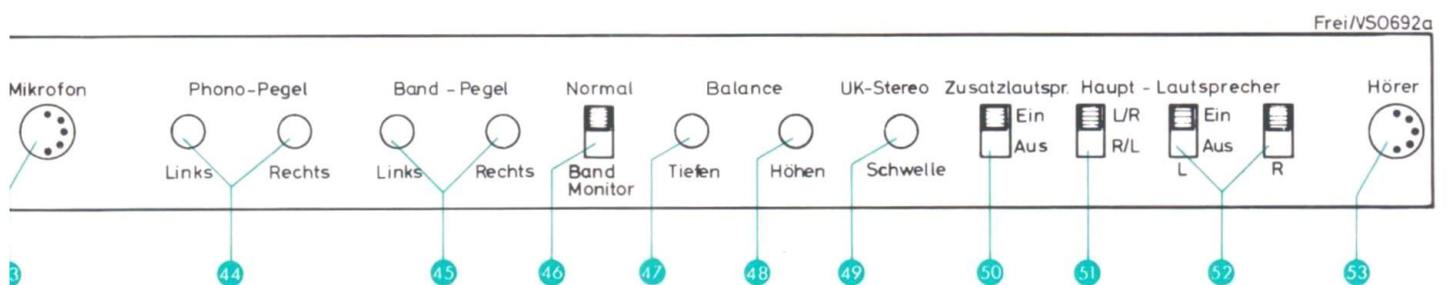 Frei/VS0692a
Mikrofon Phono-Pegel Band - Pegel Normal Balance UK-Stereo Zusatzlautspr. Haupt - Lautsprecher Hörer
Ein L/R Ein
Aus R/L Aus
Links Rechts Links Rechts Band Monitor Tiefen Höhen Schwelle L R
44 45 46 47 48 49 50 51 52 53